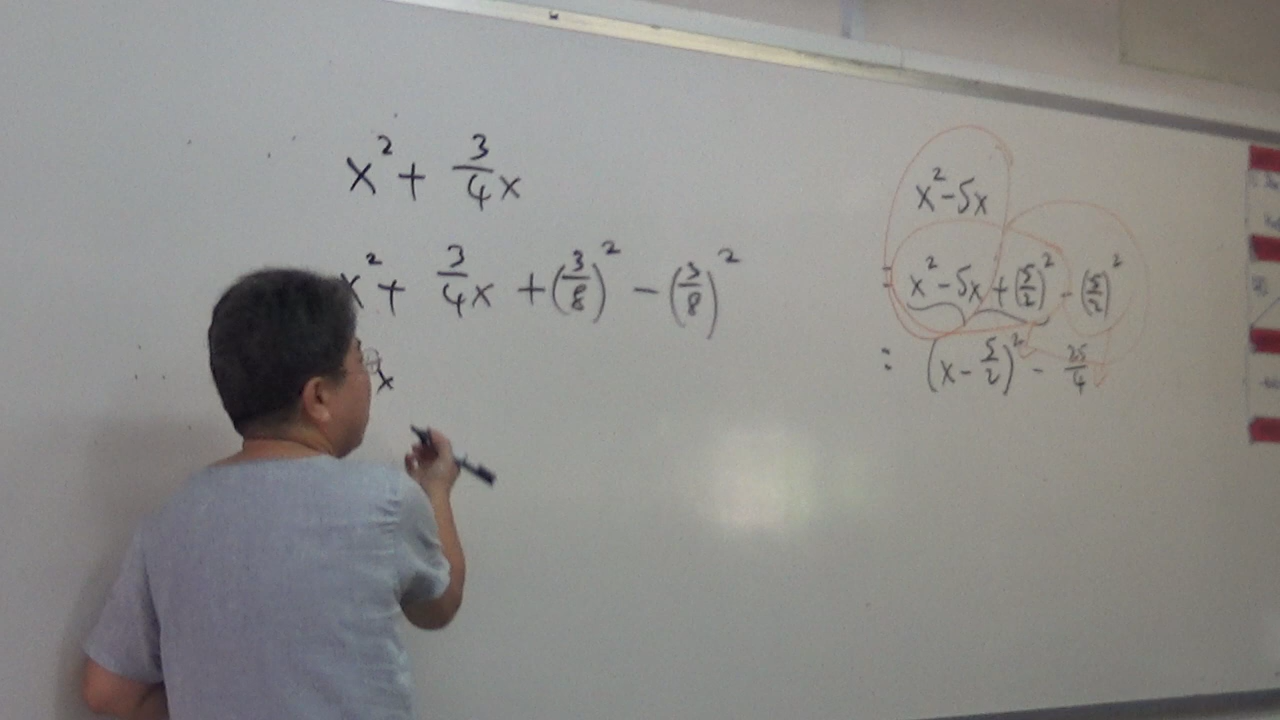 x² + 3/4 x
x² + 3/4 x + (3/8)² - (3/8)²
x
x² - 5x
= x² - 5x + (5/2)² - (5/2)²
= (x - 5/2)² - 25/4